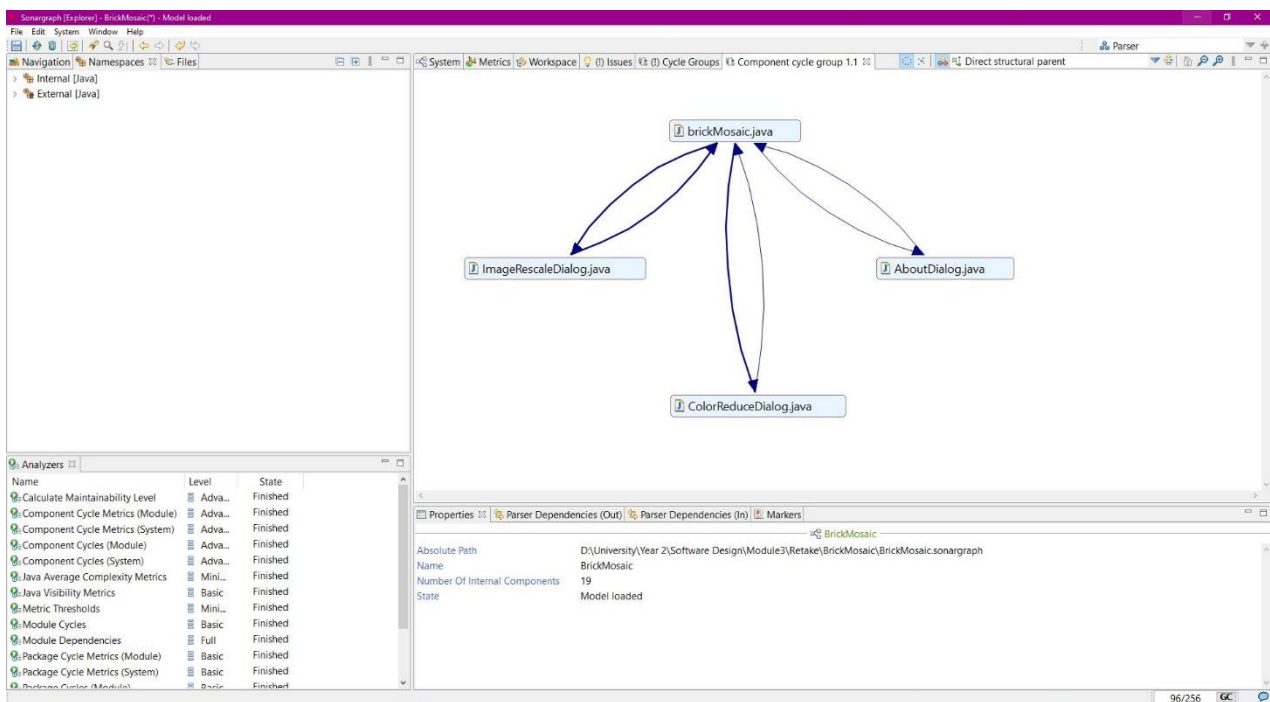 Sonargraph [Explorer] - BrickMosaic(*) - Model loaded
File Edit System Window Help
Parser
Navigation Namespaces Files
Internal [Java]
External [Java]
System Metrics Workspace (!) Issues (!) Cycle Groups Component cycle group 1.1 Direct structural parent
brickMosaic.java
ImageRescaleDialog.java
AboutDialog.java
ColorReduceDialog.java
Analyzers
Name Level State
Calculate Maintainability Level Adva... Finished
Component Cycle Metrics (Module) Adva... Finished
Component Cycle Metrics (System) Adva... Finished
Component Cycles (Module) Adva... Finished
Component Cycles (System) Adva... Finished
Java Average Complexity Metrics Mini... Finished
Java Visibility Metrics Basic Finished
Metric Thresholds Mini... Finished
Module Cycles Basic Finished
Module Dependencies Full Finished
Package Cycle Metrics (Module) Basic Finished
Package Cycle Metrics (System) Basic Finished
Package Cycles (Module) Basic Finished
Properties Parser Dependencies (Out) Parser Dependencies (In) Markers
BrickMosaic
Absolute Path D:\University\Year 2\Software Design\Module3\Retake\BrickMosaic\BrickMosaic.sonargraph
Name BrickMosaic
Number Of Internal Components 19
State Model loaded
96/256 GC